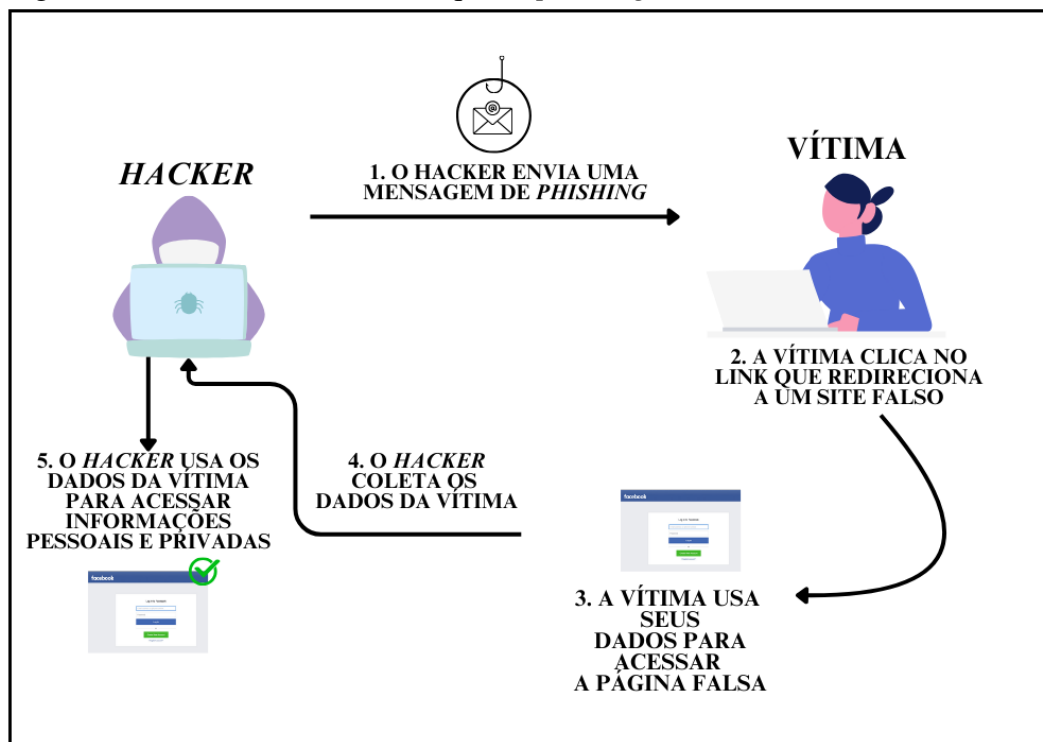 HACKER
VÍTIMA
1. O HACKER ENVIA UMA
MENSAGEM DE PHISHING
2. A VÍTIMA CLICA NO
LINK QUE REDIRECIONA
A UM SITE FALSO
facebook
3. A VÍTIMA USA
SEUS
DADOS PARA
ACESSAR
A PÁGINA FALSA
4. O HACKER
COLETA OS
DADOS DA VÍTIMA
5. O HACKER USA OS
DADOS DA VÍTIMA
PARA ACESSAR
INFORMAÇÕES
PESSOAIS E PRIVADAS
facebook